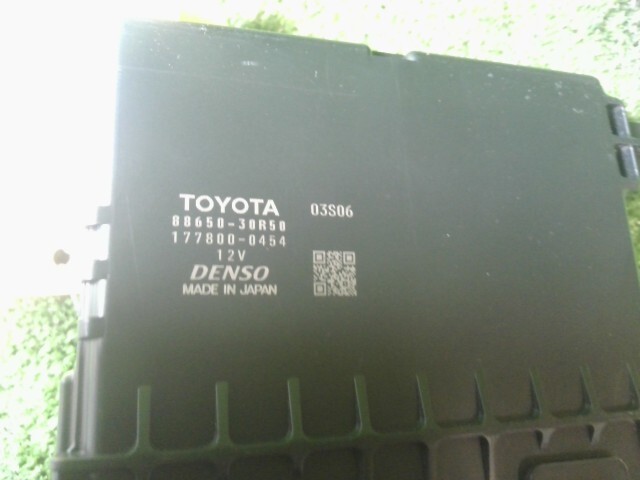 TOYOTA 03S06
88650-30R50
177800-0454
12V
DENSO
MADE IN JAPAN